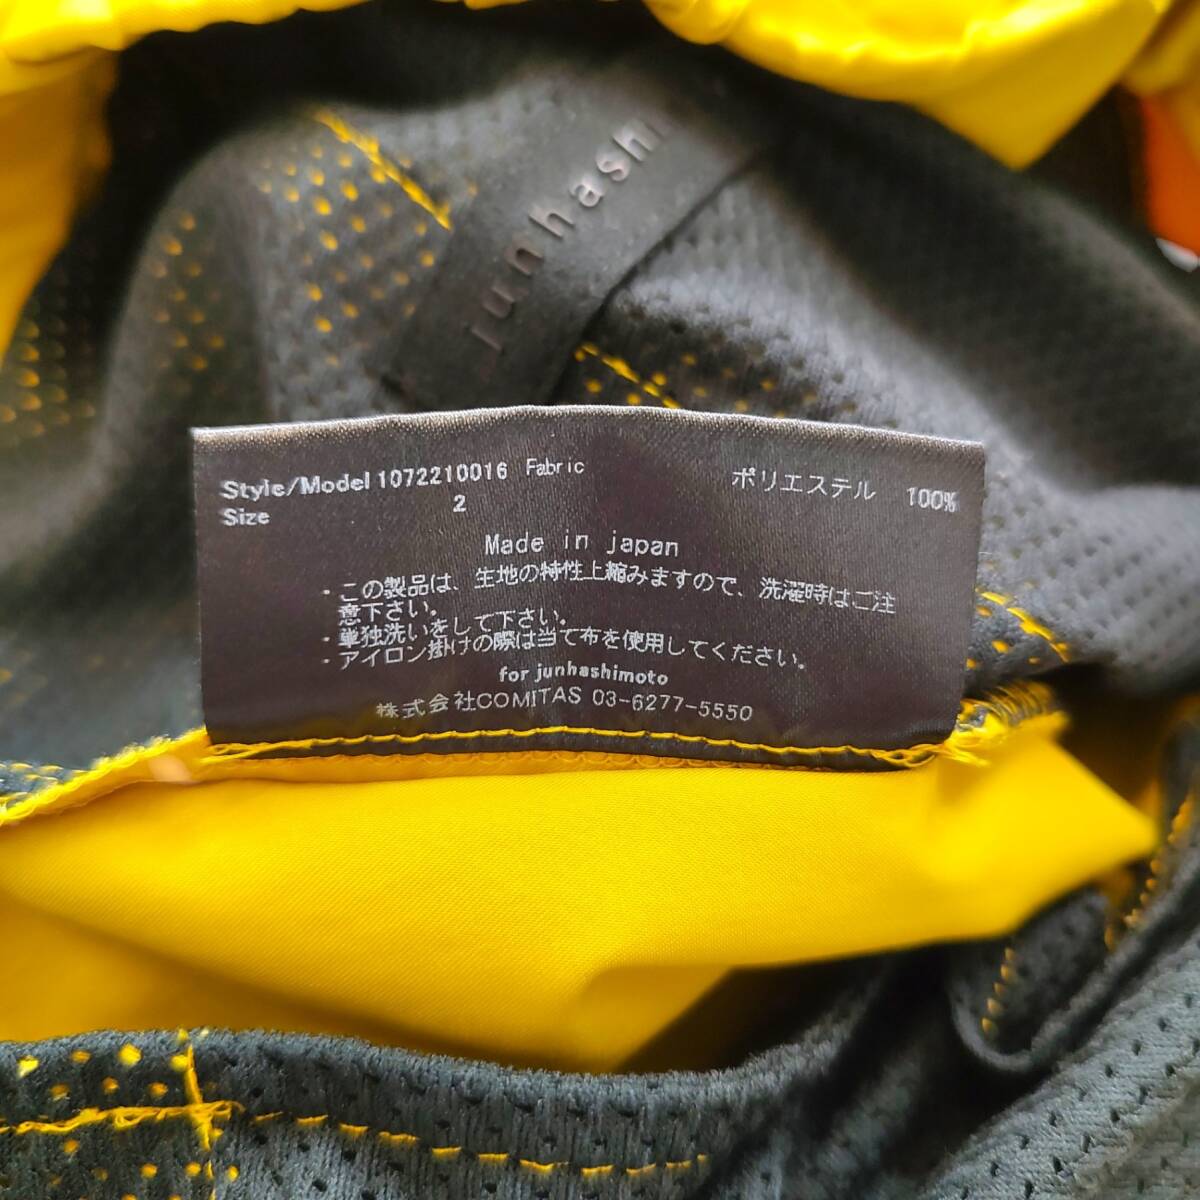 junhashi
Style/Model 1072210016 Fabric ポリエステル 100%
Size 2
Made in japan
・この製品は、生地の特性上縮みますので、洗濯時はご注
意下さい。
・単独洗いをして下さい。
・アイロン掛けの際は当て布を使用してください。
for junhashimoto
株式会社COMITAS 03-6277-5550